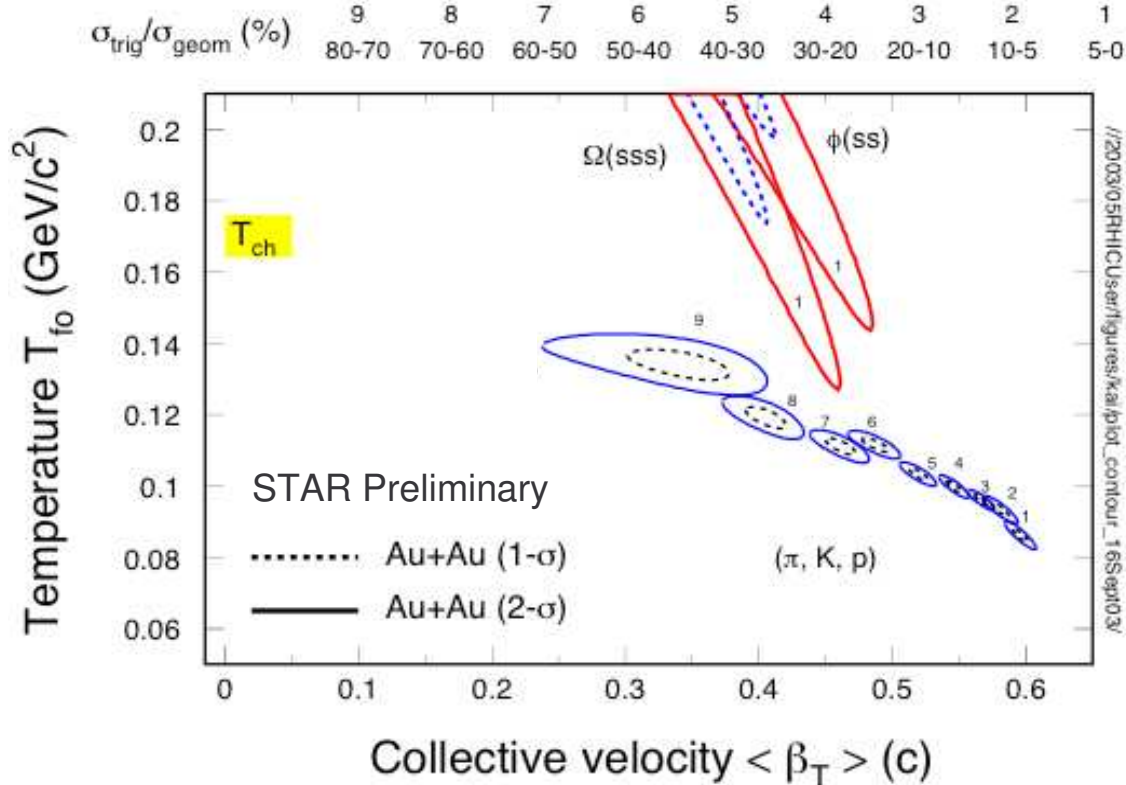 9 8 7 6 5 4 3 2 1
σtrig/σgeom (%) 80-70 70-60 60-50 50-40 40-30 30-20 20-10 10-5 5-0
Temperature Tfo (GeV/c²)
0.2
0.18
0.16
0.14
0.12
0.1
0.08
0.06
Ω(sss)
ϕ(ss)
Tch
1
1
9
8
7
6
5
4
3
2
1
STAR Preliminary
Au+Au (1-σ)
(π, K, p)
Au+Au (2-σ)
0 0.1 0.2 0.3 0.4 0.5 0.6
Collective velocity < βT > (c)
//2003/05RHICUser/figures/kai/plot_contour_16Sept03/